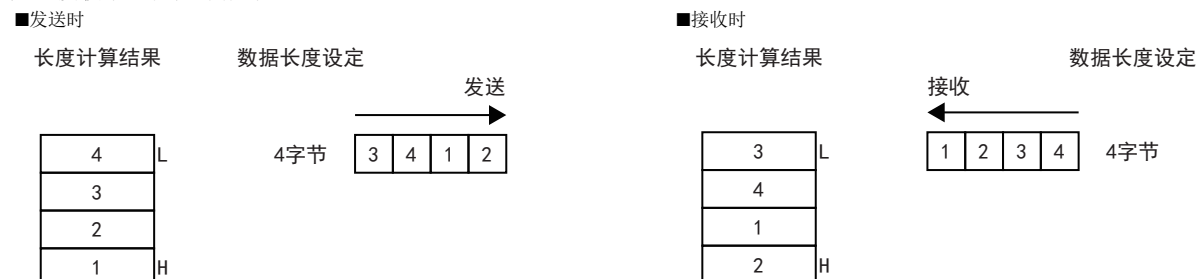 ■发送时
长度计算结果 数据长度设定
发送
4 L 4字节 3 4 1 2
3
2
1 H
■接收时
长度计算结果 数据长度设定
接收
3 L 1 2 3 4 4字节
4
1
2 H